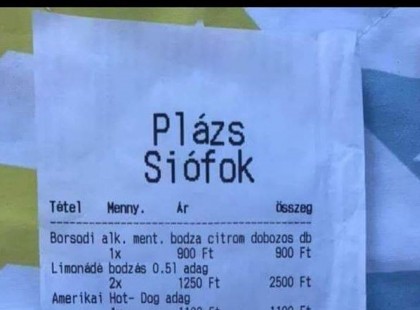 Plázs
Siófok
Tétel Menny. Ár Összeg
Borsodi alk. ment. bodza citrom dobozos db
1x 900 Ft 900 Ft
Limonádé bodzás 0.5l adag
2x 1250 Ft 2500 Ft
Amerikai Hot- Dog adag